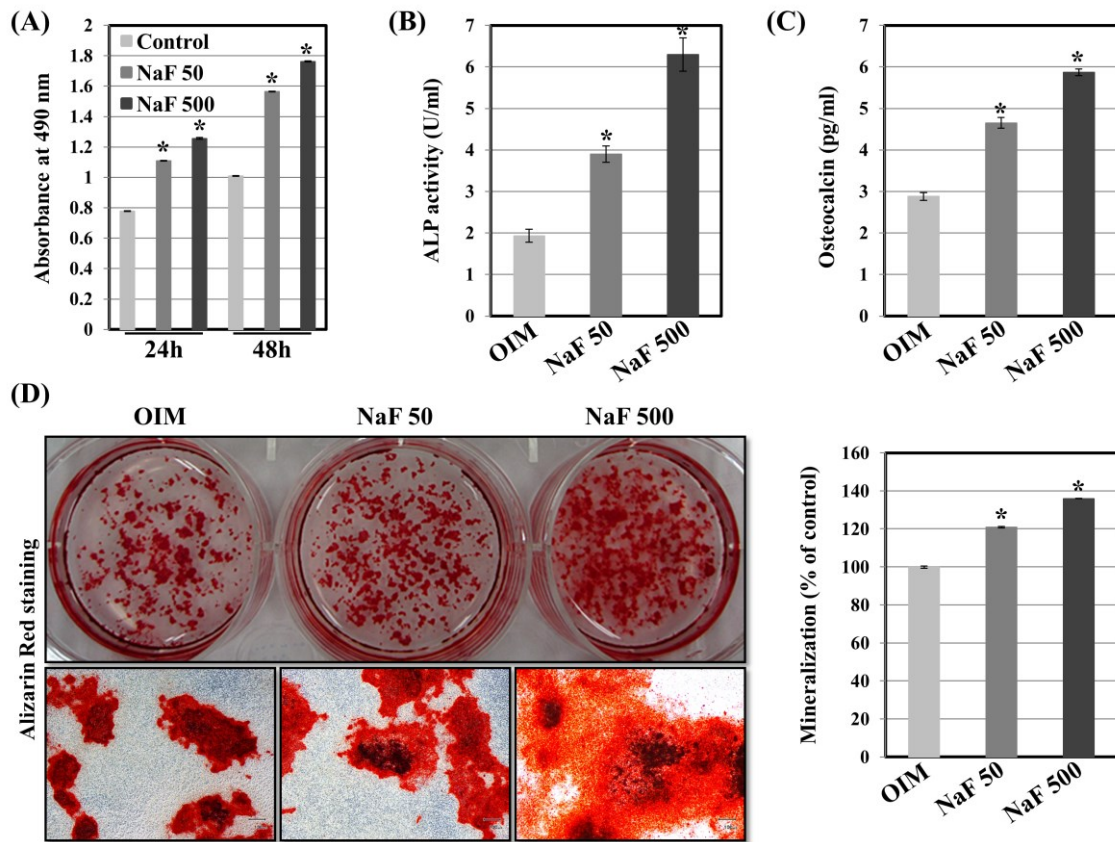 (A)
Absorbance at 490 nm
2
1.8
1.6
1.4
1.2
1
0.8
0.6
0.4
0.2
0
Control
NaF 50
NaF 500
*
*
*
*
24h
48h
(B)
ALP activity (U/ml)
7
6
5
4
3
2
1
0
*
*
OIM
NaF 50
NaF 500
(C)
Osteocalcin (pg/ml)
7
6
5
4
3
2
1
0
*
*
OIM
NaF 50
NaF 500
(D)
OIM
NaF 50
NaF 500
Alizarin Red staining
Mineralization (% of control)
160
140
120
100
80
60
40
20
0
*
*
OIM
NaF 50
NaF 500